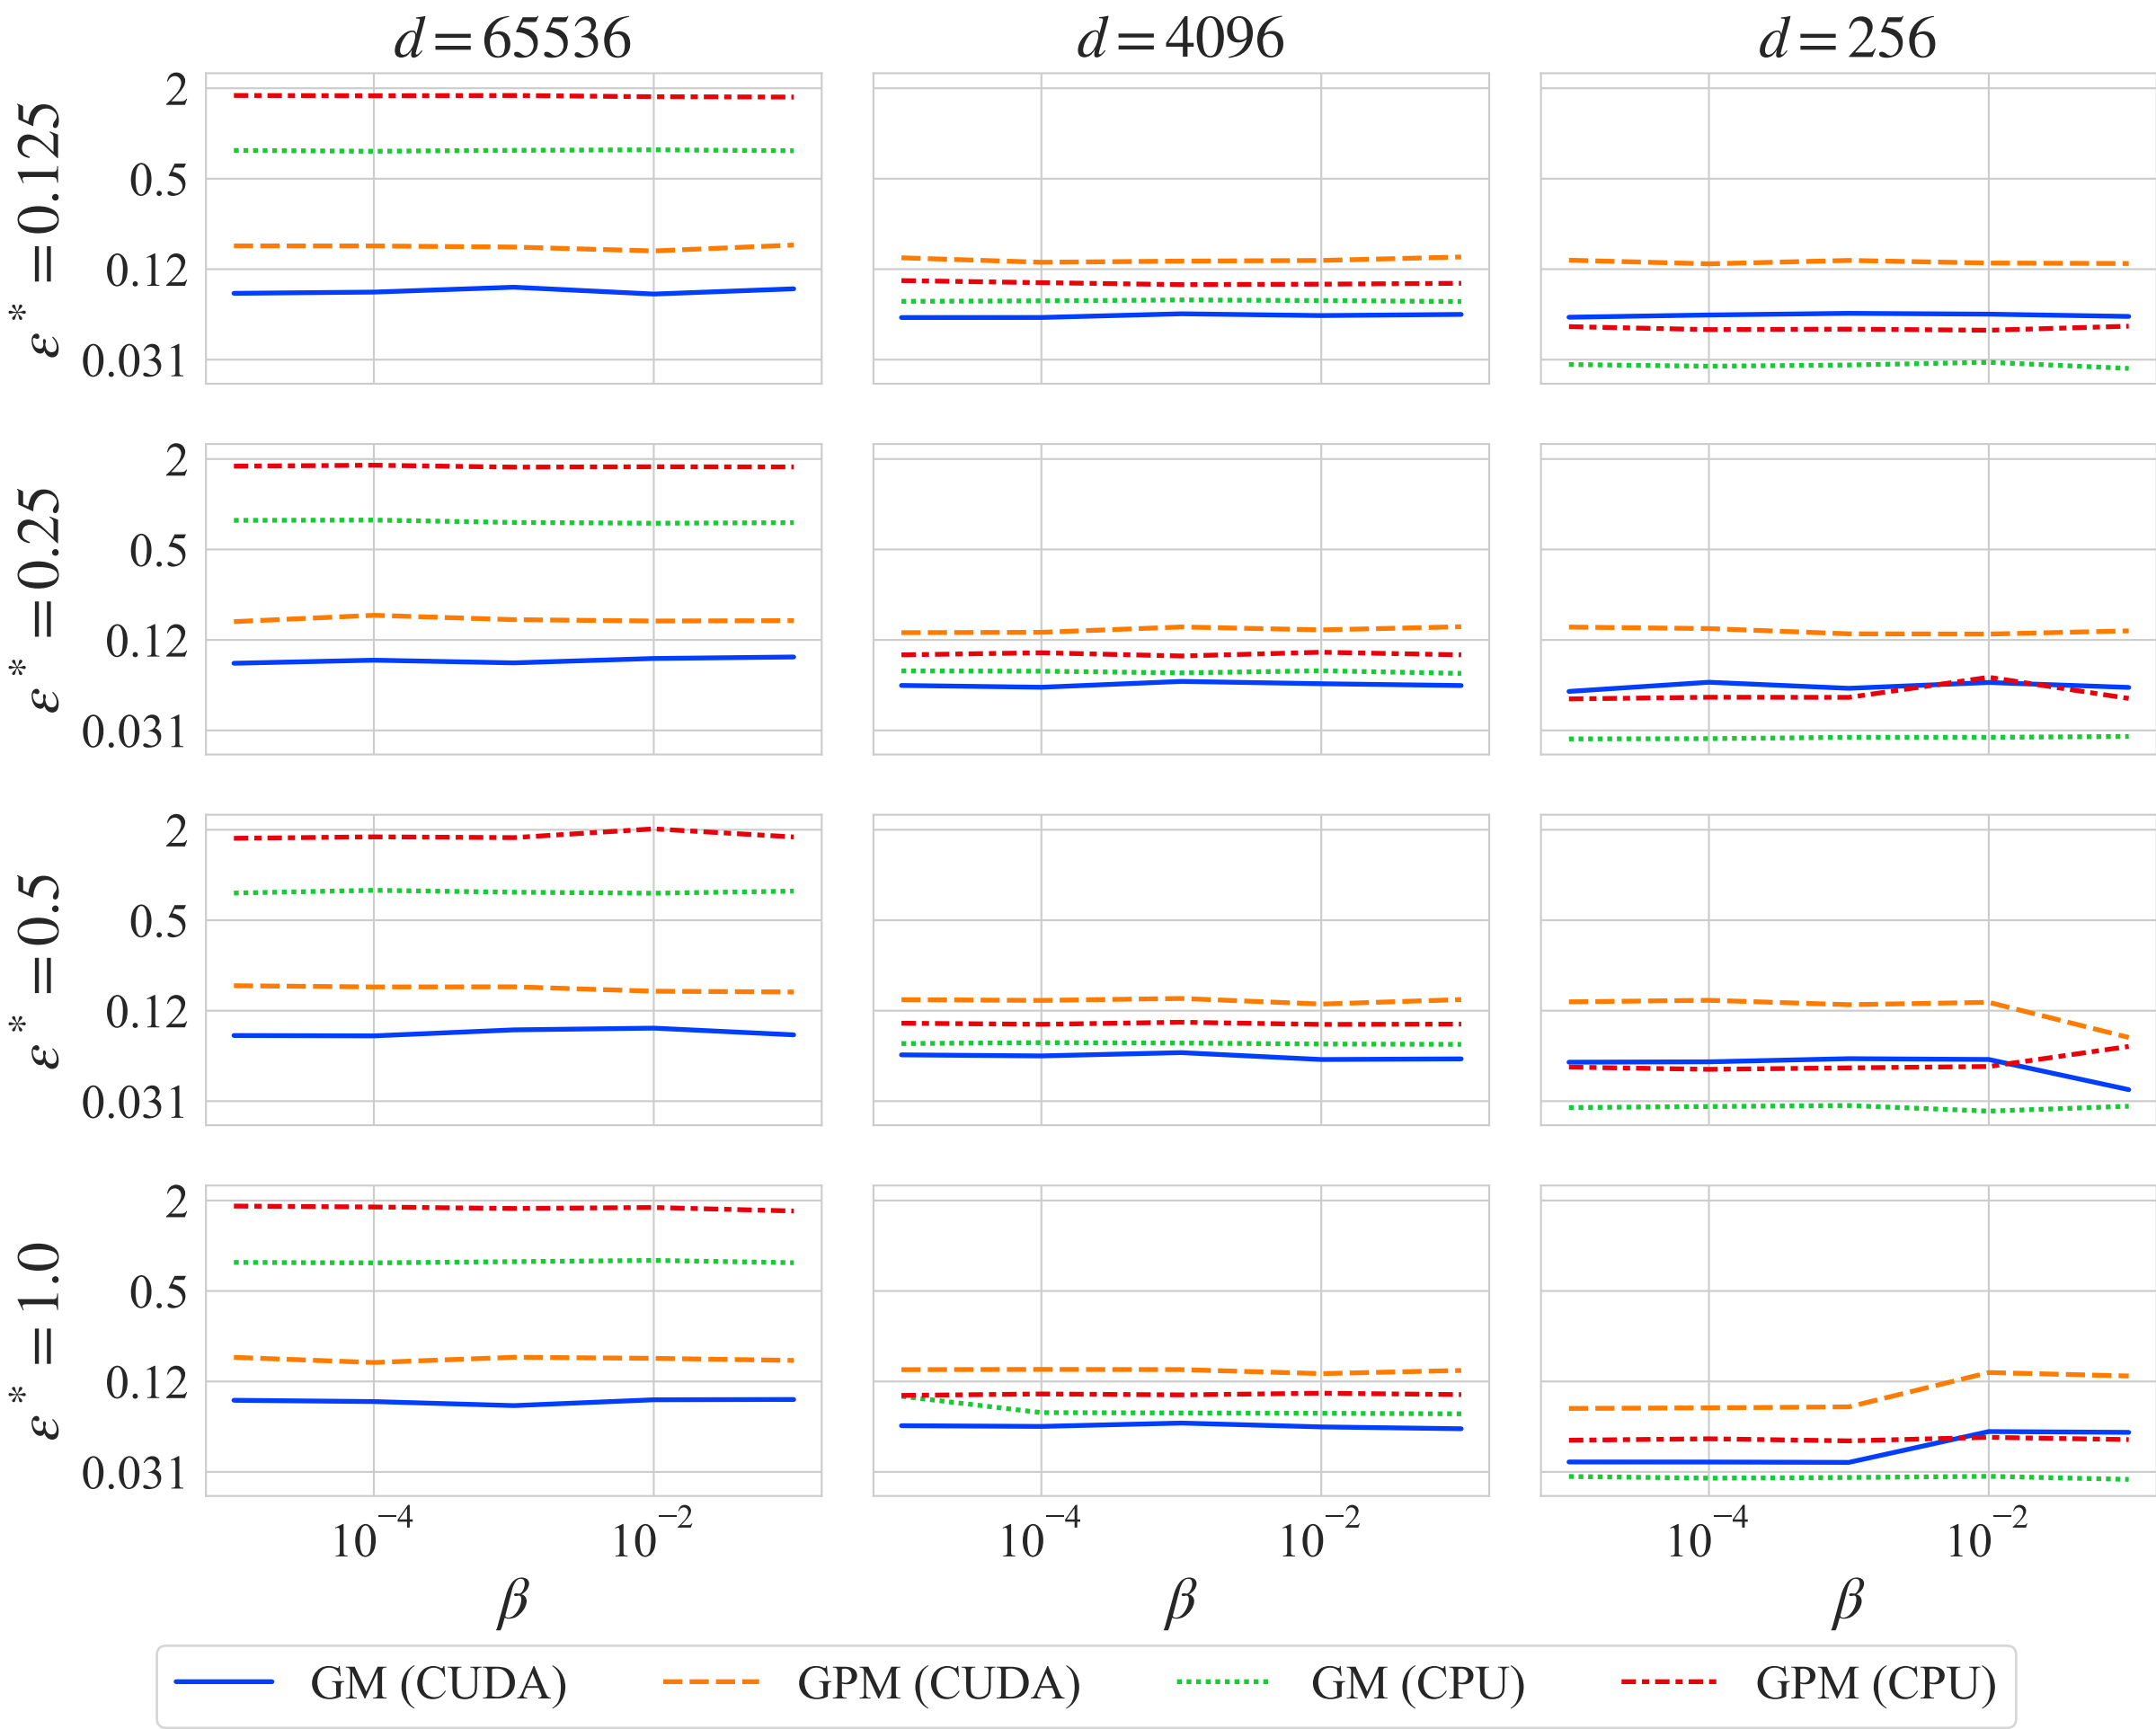 d = 65536 d = 4096 d = 256
ε* = 0.125
2
0.5
0.12
0.031
ε* = 0.25
2
0.5
0.12
0.031
ε* = 0.5
2
0.5
0.12
0.031
ε* = 1.0
2
0.5
0.12
0.031
10⁻⁴ 10⁻² 10⁻⁴ 10⁻² 10⁻⁴ 10⁻²
β β β
GM (CUDA) GPM (CUDA) GM (CPU) GPM (CPU)